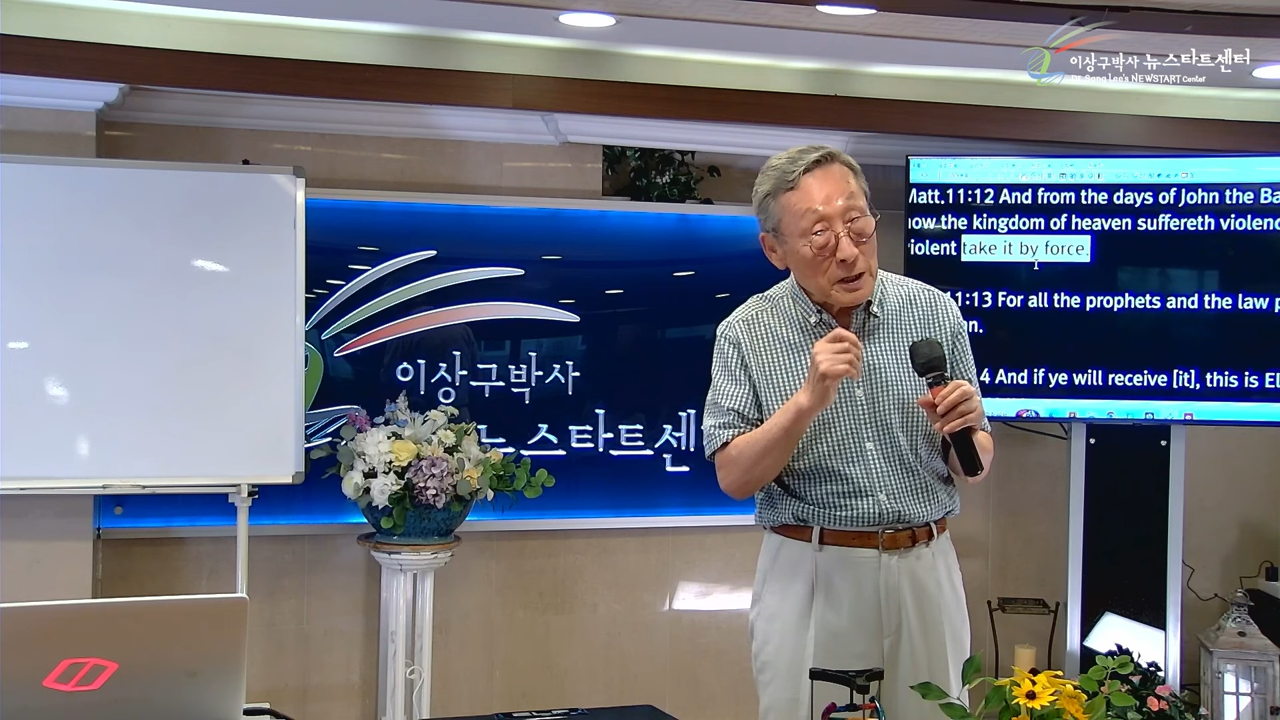 이상구박사 뉴스타트센터
Dr. Sang Lee's NEWSTART Center
Matt.11:12 And from the days of John the Ba
now the kingdom of heaven suffereth violenc
violent take it by force.
11:13 For all the prophets and the law p
4 And if ye will receive [it], this is El
이상구박사
뉴스타트센